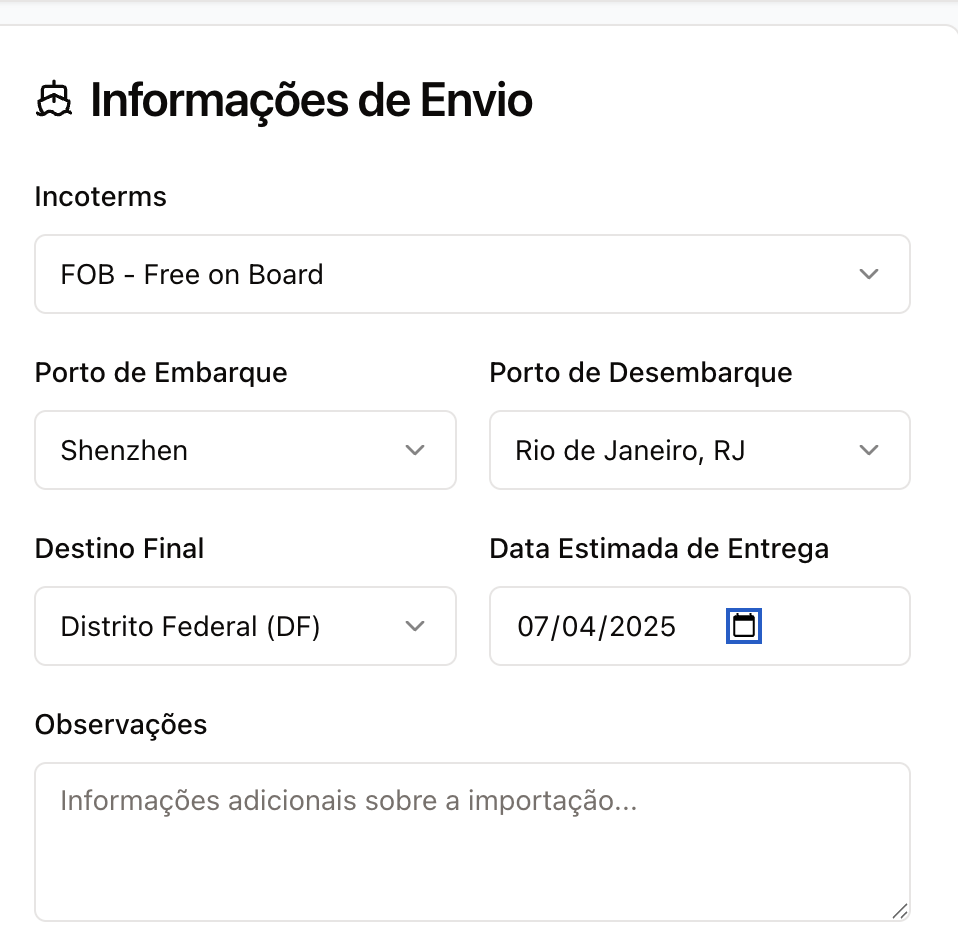 Informações de Envio
Incoterms
FOB - Free on Board
Porto de Embarque
Porto de Desembarque
Shenzhen
Rio de Janeiro, RJ
Destino Final
Data Estimada de Entrega
Distrito Federal (DF)
07/04/2025
Observações
Informações adicionais sobre a importação...